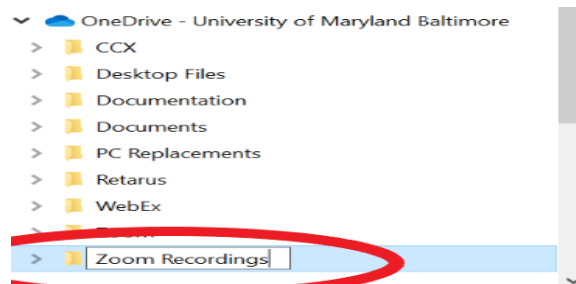 OneDrive - University of Maryland Baltimore
CCX
Desktop Files
Documentation
Documents
PC Replacements
Retarus
WebEx
Zoom Recordings